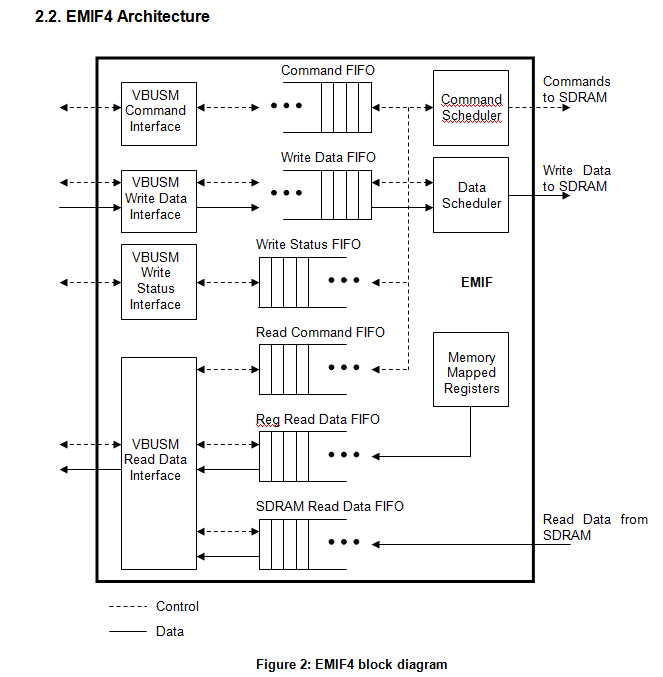 2.2. EMIF4 Architecture
Command FIFO
VBUSM
Command
Interface
Command
Scheduler
Commands
to SDRAM
Write Data FIFO
VBUSM
Write Data
Interface
Data
Scheduler
Write Data
to SDRAM
Write Status FIFO
VBUSM
Write
Status
Interface
EMIF
Read Command FIFO
Memory
Mapped
Registers
Reg Read Data FIFO
VBUSM
Read Data
Interface
SDRAM Read Data FIFO
Read Data from
SDRAM
Control
Data
Figure 2: EMIF4 block diagram